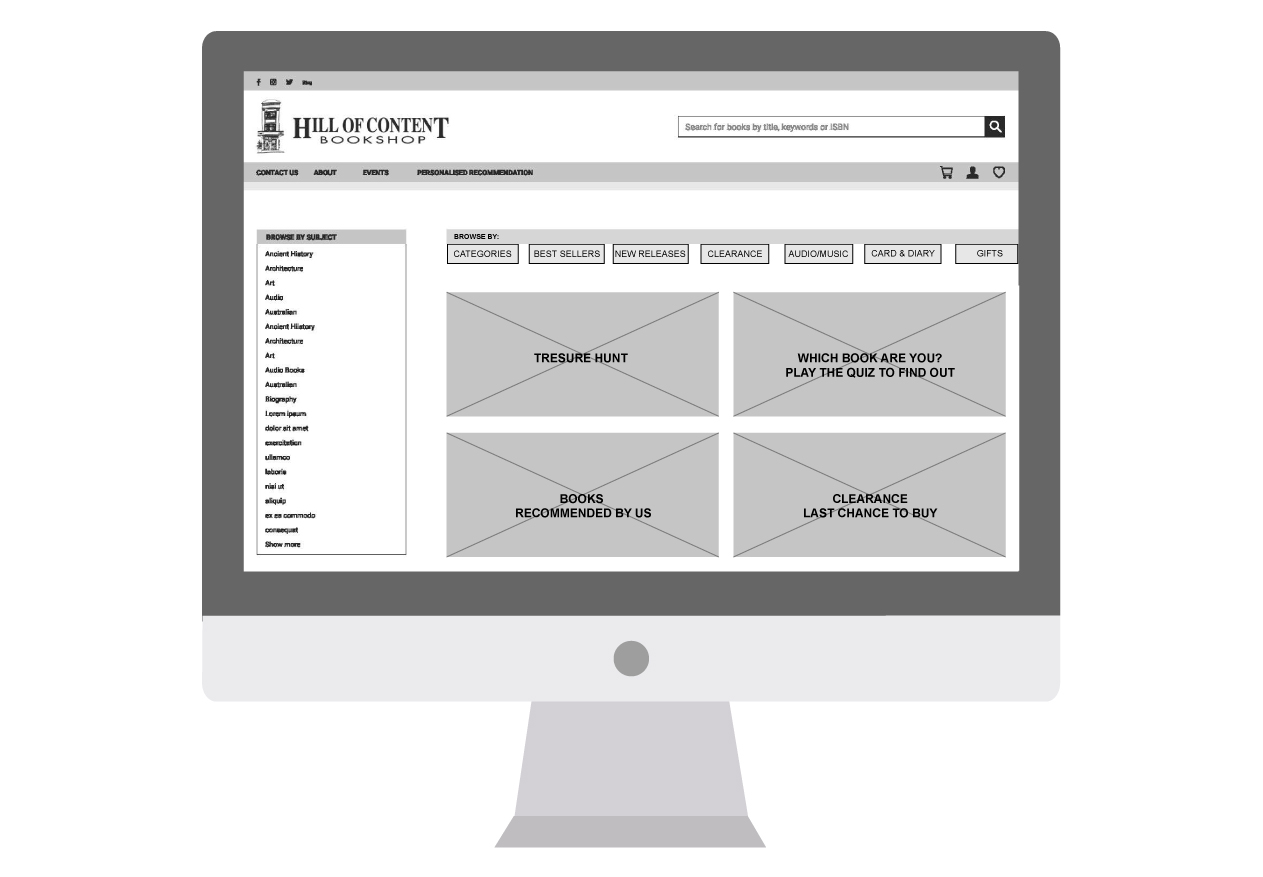 Blog
HILL OF CONTENT
BOOKSHOP
Search for books by title, keywords or ISBN
CONTACT US ABOUT EVENTS PERSONALISED RECOMMENDATION
BROWSE BY SUBJECT
Ancient History
Architecture
Art
Audio
Australian
Ancient History
Architecture
Art
Audio Books
Australian
Biography
Lorem ipsum
dolor sit amet
exercitation
ullamco
laboris
nisi ut
aliquip
ex ea commodo
consequat
Show more
BROWSE BY:
CATEGORIES BEST SELLERS NEW RELEASES CLEARANCE AUDIO/MUSIC CARD & DIARY GIFTS
TRESURE HUNT
WHICH BOOK ARE YOU?
PLAY THE QUIZ TO FIND OUT
BOOKS
RECOMMENDED BY US
CLEARANCE
LAST CHANCE TO BUY